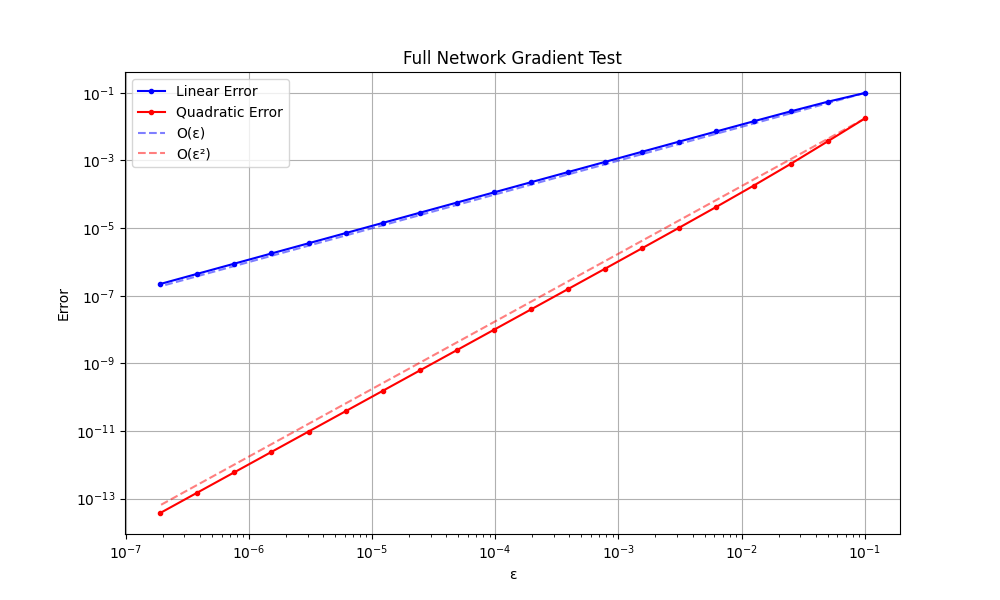 Full Network Gradient Test
Linear Error
Quadratic Error
O(ε)
O(ε²)
Error
10⁻¹
10⁻³
10⁻⁵
10⁻⁷
10⁻⁹
10⁻¹¹
10⁻¹³
10⁻⁷ 10⁻⁶ 10⁻⁵ 10⁻⁴ 10⁻³ 10⁻² 10⁻¹
ε